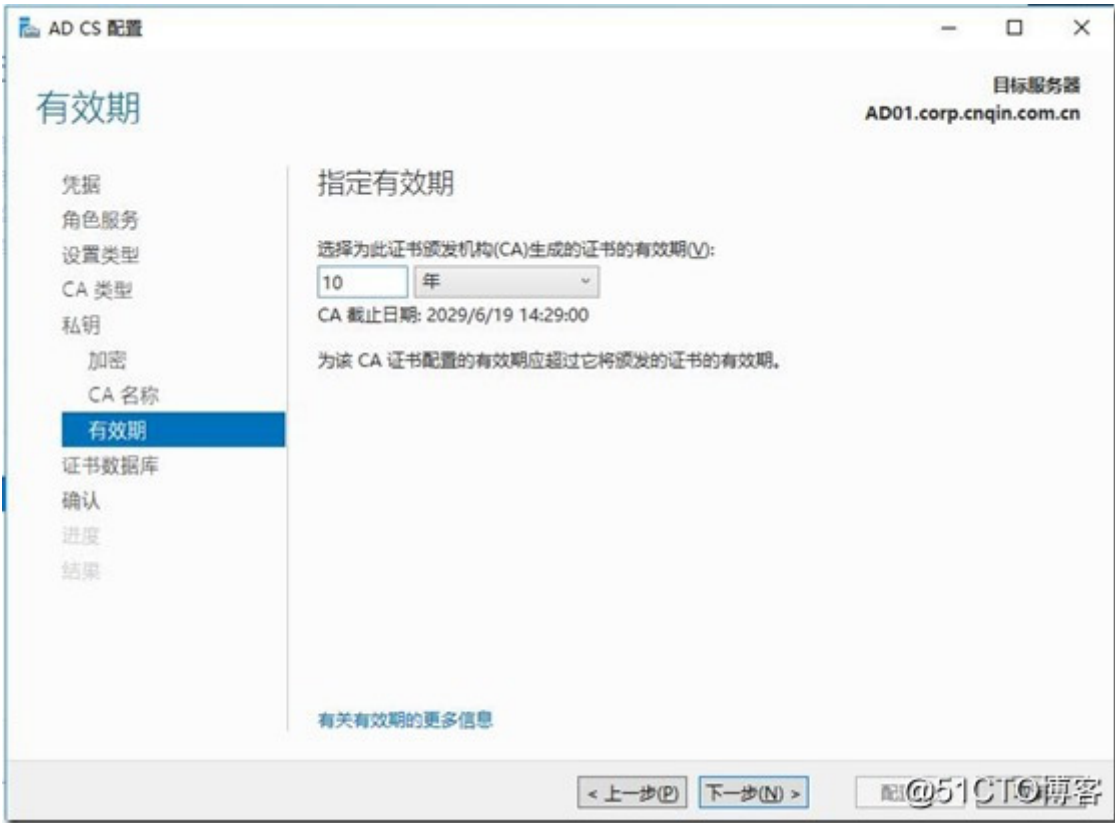 AD CS 配置
目标服务器
AD01.corp.cnqin.com.cn
有效期
凭据
角色服务
设置类型
CA 类型
私钥
加密
CA 名称
有效期
证书数据库
确认
进度
结果
指定有效期
选择为此证书颁发机构(CA)生成的证书的有效期(V):
10 年
CA 截止日期: 2029/6/19 14:29:00
为该 CA 证书配置的有效期应超过它将颁发的证书的有效期。
有关有效期的更多信息
< 上一步(P) 下一步(N) >
@51CTO博客